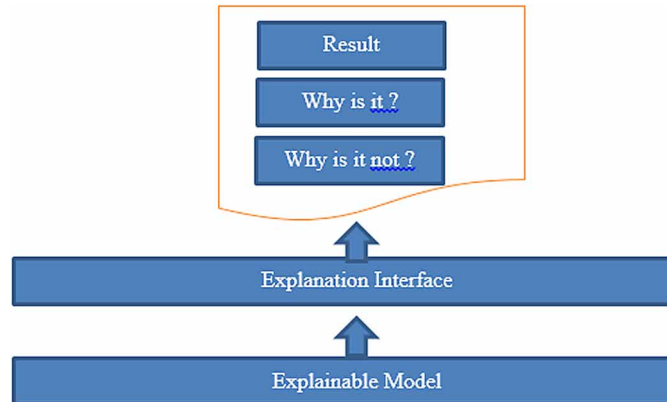 Result
Why is it ?
Why is it not ?
Explanation Interface
Explainable Model